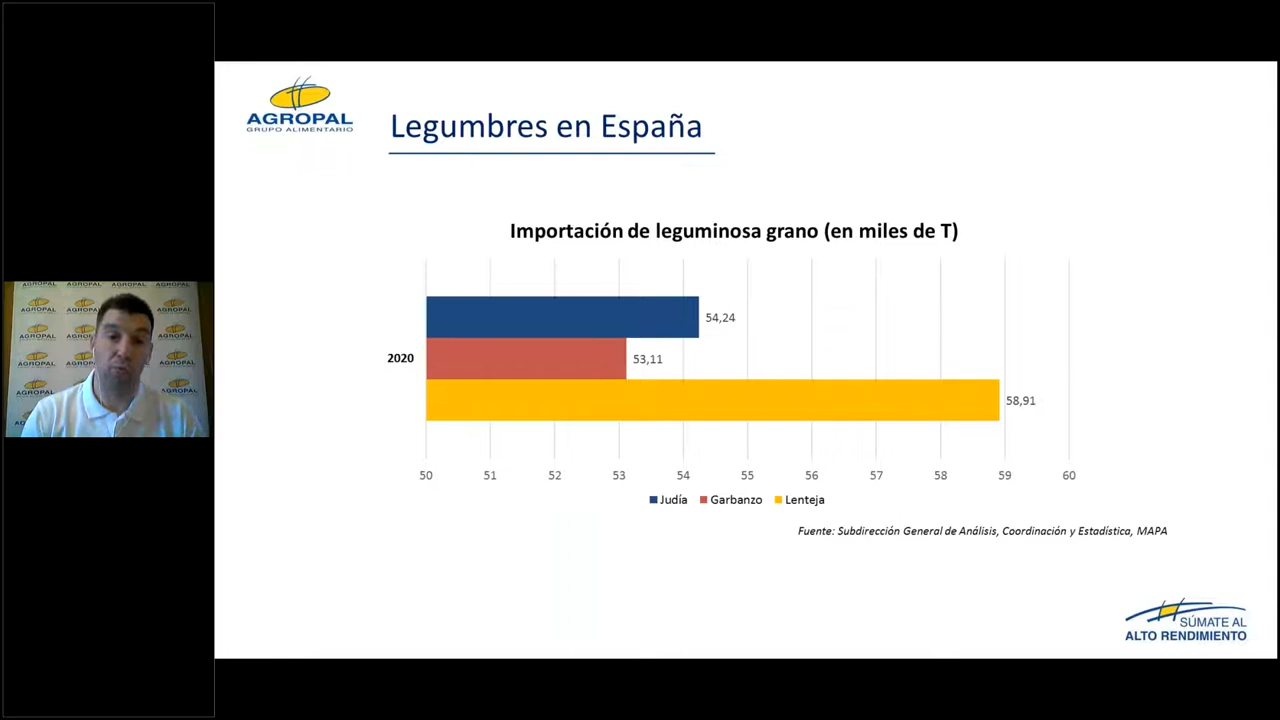 AGROPAL
GRUPO ALIMENTARIO
Legumbres en España
Importación de leguminosa grano (en miles de T)
54,24
2020
53,11
58,91
50 51 52 53 54 55 56 57 58 59 60
Judía Garbanzo Lenteja
Fuente: Subdirección General de Análisis, Coordinación y Estadística, MAPA
SÚMATE AL
ALTO RENDIMIENTO
AGROPAL